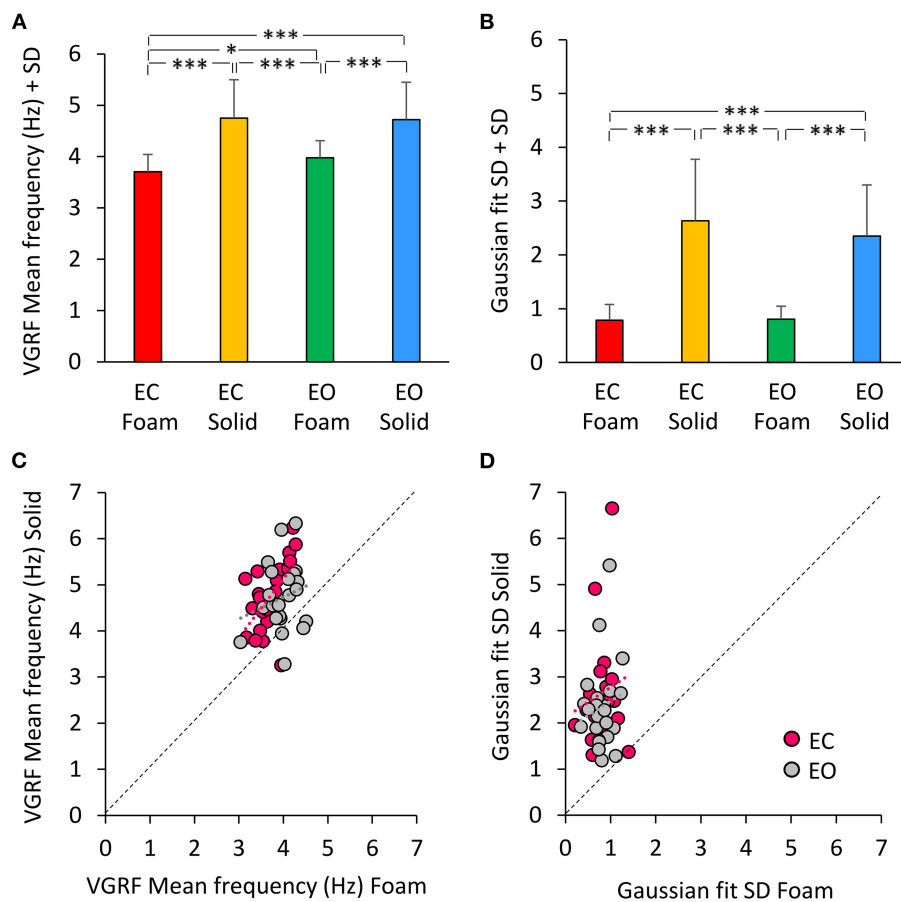 A
VGRF Mean frequency (Hz) + SD
6
5
4
3
2
1
0
***
*
*** *** ***
EC EC EO EO
Foam Solid Foam Solid
B
Gaussian fit SD + SD
6
5
4
3
2
1
0
***
*** *** ***
EC EC EO EO
Foam Solid Foam Solid
C
VGRF Mean frequency (Hz) Solid
7
6
5
4
3
2
1
0
0 1 2 3 4 5 6 7
VGRF Mean frequency (Hz) Foam
D
Gaussian fit SD Solid
7
6
5
4
3
2
1
0
EC
EO
0 1 2 3 4 5 6 7
Gaussian fit SD Foam